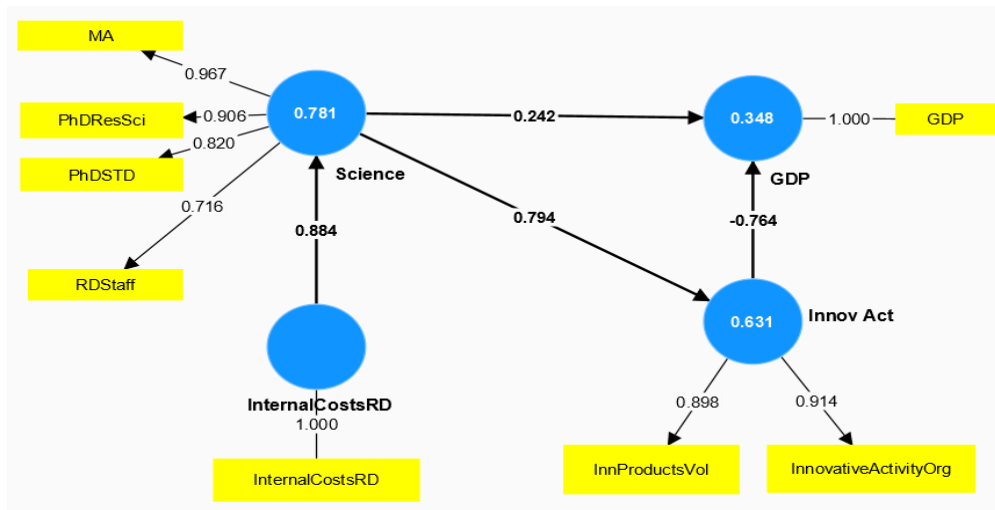 MA
0.967
PhDResSci
0.906
0.781
0.242
0.348
1.000
GDP
0.820
PhDSTD
Science
GDP
0.716
0.884
0.794
-0.764
RDStaff
0.631
Innov Act
InternalCostsRD
1.000
0.898
0.914
InternalCostsRD
InnProductsVol
InnovativeActivityOrg